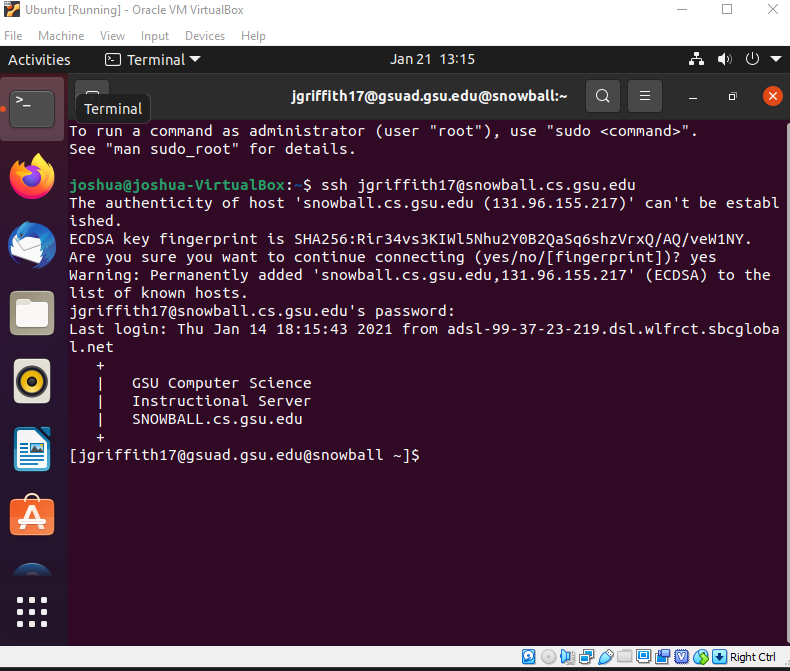 Ubuntu [Running] - Oracle VM VirtualBox
File Machine View Input Devices Help
Activities Terminal Jan 21 13:15
jgriffith17@gsuad.gsu.edu@snowball:~
Terminal
To run a command as administrator (user "root"), use "sudo <command>".
See "man sudo_root" for details.
joshua@joshua-VirtualBox:~$ ssh jgriffith17@snowball.cs.gsu.edu
The authenticity of host 'snowball.cs.gsu.edu (131.96.155.217)' can't be establ
ished.
ECDSA key fingerprint is SHA256:Rir34vs3KIWl5Nhu2Y0B2QaSq6shzVrxQ/AQ/veW1NY.
Are you sure you want to continue connecting (yes/no/[fingerprint])? yes
Warning: Permanently added 'snowball.cs.gsu.edu,131.96.155.217' (ECDSA) to the
list of known hosts.
jgriffith17@snowball.cs.gsu.edu's password:
Last login: Thu Jan 14 18:15:43 2021 from adsl-99-37-23-219.dsl.wlfrct.sbcgloba
l.net
+
| GSU Computer Science
| Instructional Server
| SNOWBALL.cs.gsu.edu
+
[jgriffith17@gsuad.gsu.edu@snowball ~]$
Right Ctrl